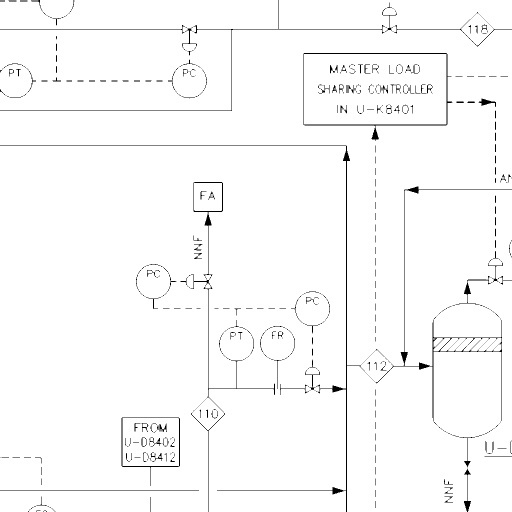 118
PT
PC
MASTER LOAD
SHARING CONTROLLER
IN U-K8401
AN
FA
NNF
PC
PC
PT
FR
112
110
FROM
U-D8402
U-D8412
NNF